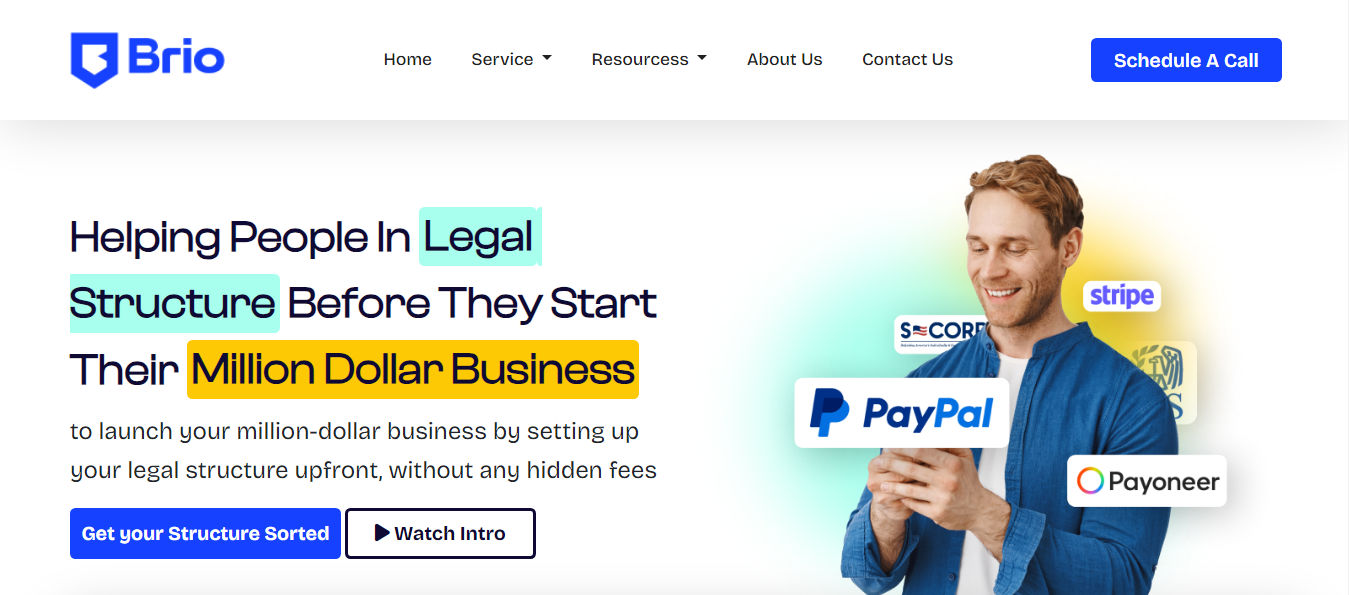 Brio
Home
Service
Resourcess
About Us
Contact Us
Schedule A Call
Helping People In Legal
Structure Before They Start
Their Million Dollar Business
to launch your million-dollar business by setting up
your legal structure upfront, without any hidden fees
Get your Structure Sorted
Watch Intro
stripe
S CORP
PayPal
Payoneer